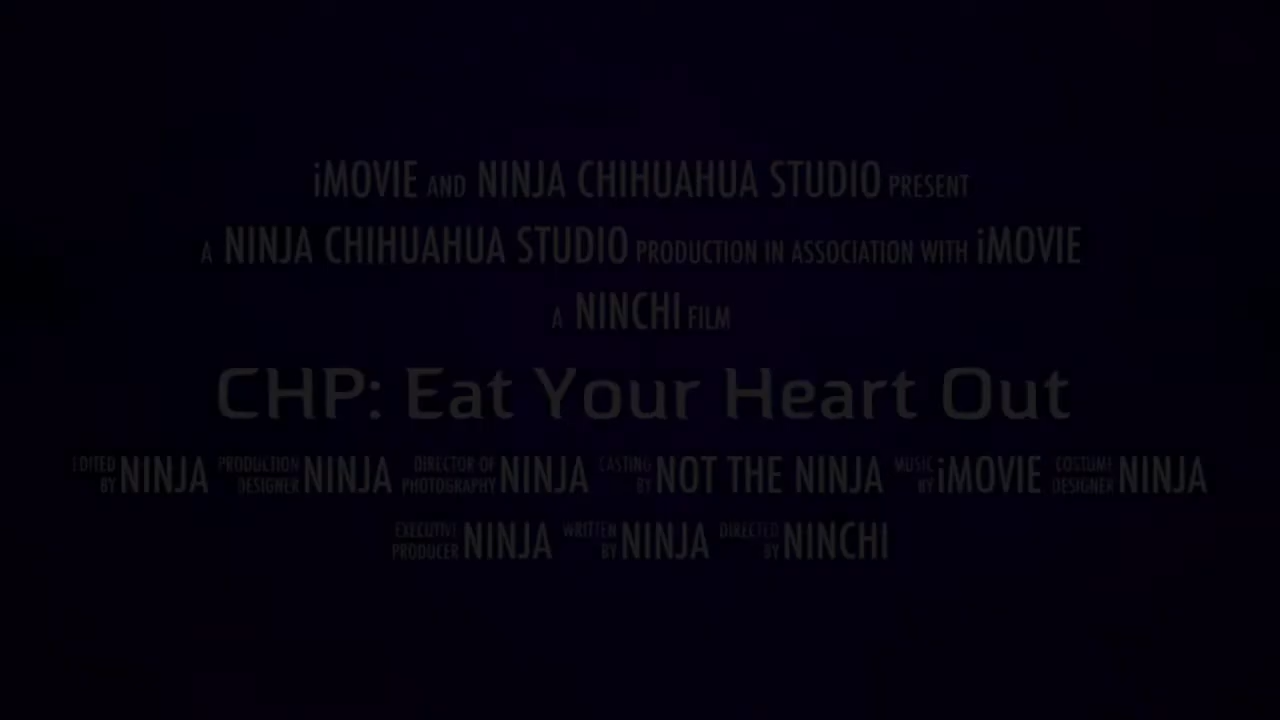 iMOVIE AND NINJA CHIHUAHUA STUDIO PRESENT
A NINJA CHIHUAHUA STUDIO PRODUCTION IN ASSOCIATION WITH iMOVIE
A NINCHI FILM
CHP: Eat Your Heart Out
EDITED BY NINJA PRODUCTION DESIGNER NINJA DIRECTOR OF PHOTOGRAPHY NINJA CASTING BY NOT THE NINJA MUSIC BY iMOVIE COSTUME DESIGNER NINJA
EXECUTIVE PRODUCER NINJA WRITTEN BY NINJA DIRECTED BY NINCHI